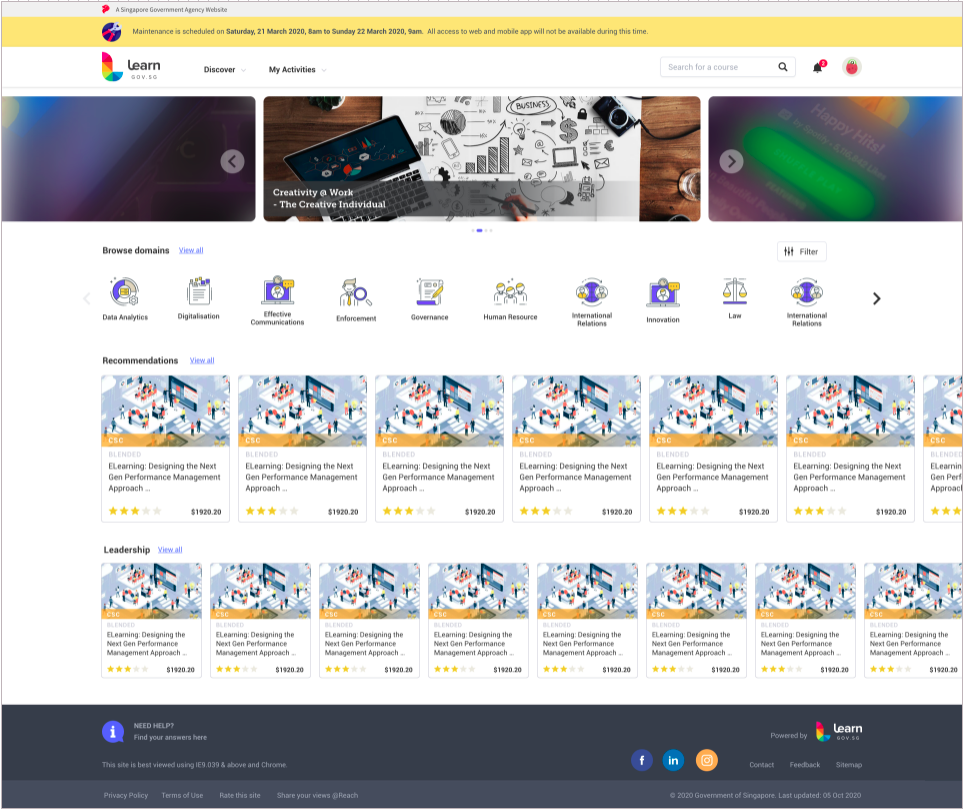 A Singapore Government Agency Website
Maintenance is scheduled on Saturday, 21 March 2020, 8am to Sunday 22 March 2020, 9am. All access to web and mobile app will not be available during this time.
Learn
GOV.SG
Discover
My Activities
Search for a course
2
BUSINESS
Creativity @ Work
- The Creative Individual
Happy Hits!
Browse domains
View all
Filter
Data Analytics
Digitalisation
Effective
Communications
Enforcement
Governance
Human Resource
International
Relations
Innovation
Law
International
Relations
Recommendations
View all
CSC
BLENDED
ELearning: Designing the Next
Gen Performance Management
Approach ...
$1920.20
CSC
BLENDED
ELearning: Designing the Next
Gen Performance Management
Approach ...
$1920.20
CSC
BLENDED
ELearning: Designing the Next
Gen Performance Management
Approach ...
$1920.20
CSC
BLENDED
ELearning: Designing the Next
Gen Performance Management
Approach ...
$1920.20
CSC
BLENDED
ELearning: Designing the Next
Gen Performance Management
Approach ...
$1920.20
CSC
BLENDED
ELearning: Designing the Next
Gen Performance Management
Approach ...
$1920.20
CSC
BLENDED
ELearnin
Gen Perf
Approac
Leadership
View all
CSC
BLENDED
ELearning: Designing the
Next Gen Performance
Management Approach ...
$1920.20
CSC
BLENDED
ELearning: Designing the
Next Gen Performance
Management Approach ...
$1920.20
CSC
BLENDED
ELearning: Designing the
Next Gen Performance
Management Approach ...
$1920.20
CSC
BLENDED
ELearning: Designing the
Next Gen Performance
Management Approach ...
$1920.20
CSC
BLENDED
ELearning: Designing the
Next Gen Performance
Management Approach ...
$1920.20
CSC
BLENDED
ELearning: Designing the
Next Gen Performance
Management Approach ...
$1920.20
CSC
BLENDED
ELearning: Designing the
Next Gen Performance
Management Approach ...
$1920.20
CSC
BLENDED
ELearning: Designing the
Next Gen Performance
Management Approach ...
$1920.20
NEED HELP?
Find your answers here
Powered by
Learn
GOV.SG
This site is best viewed using IE9.039 & above and Chrome.
f
in
Contact
Feedback
Sitemap
Privacy Policy
Terms of Use
Rate this site
Share your views @Reach
© 2020 Government of Singapore. Last updated: 05 Oct 2020